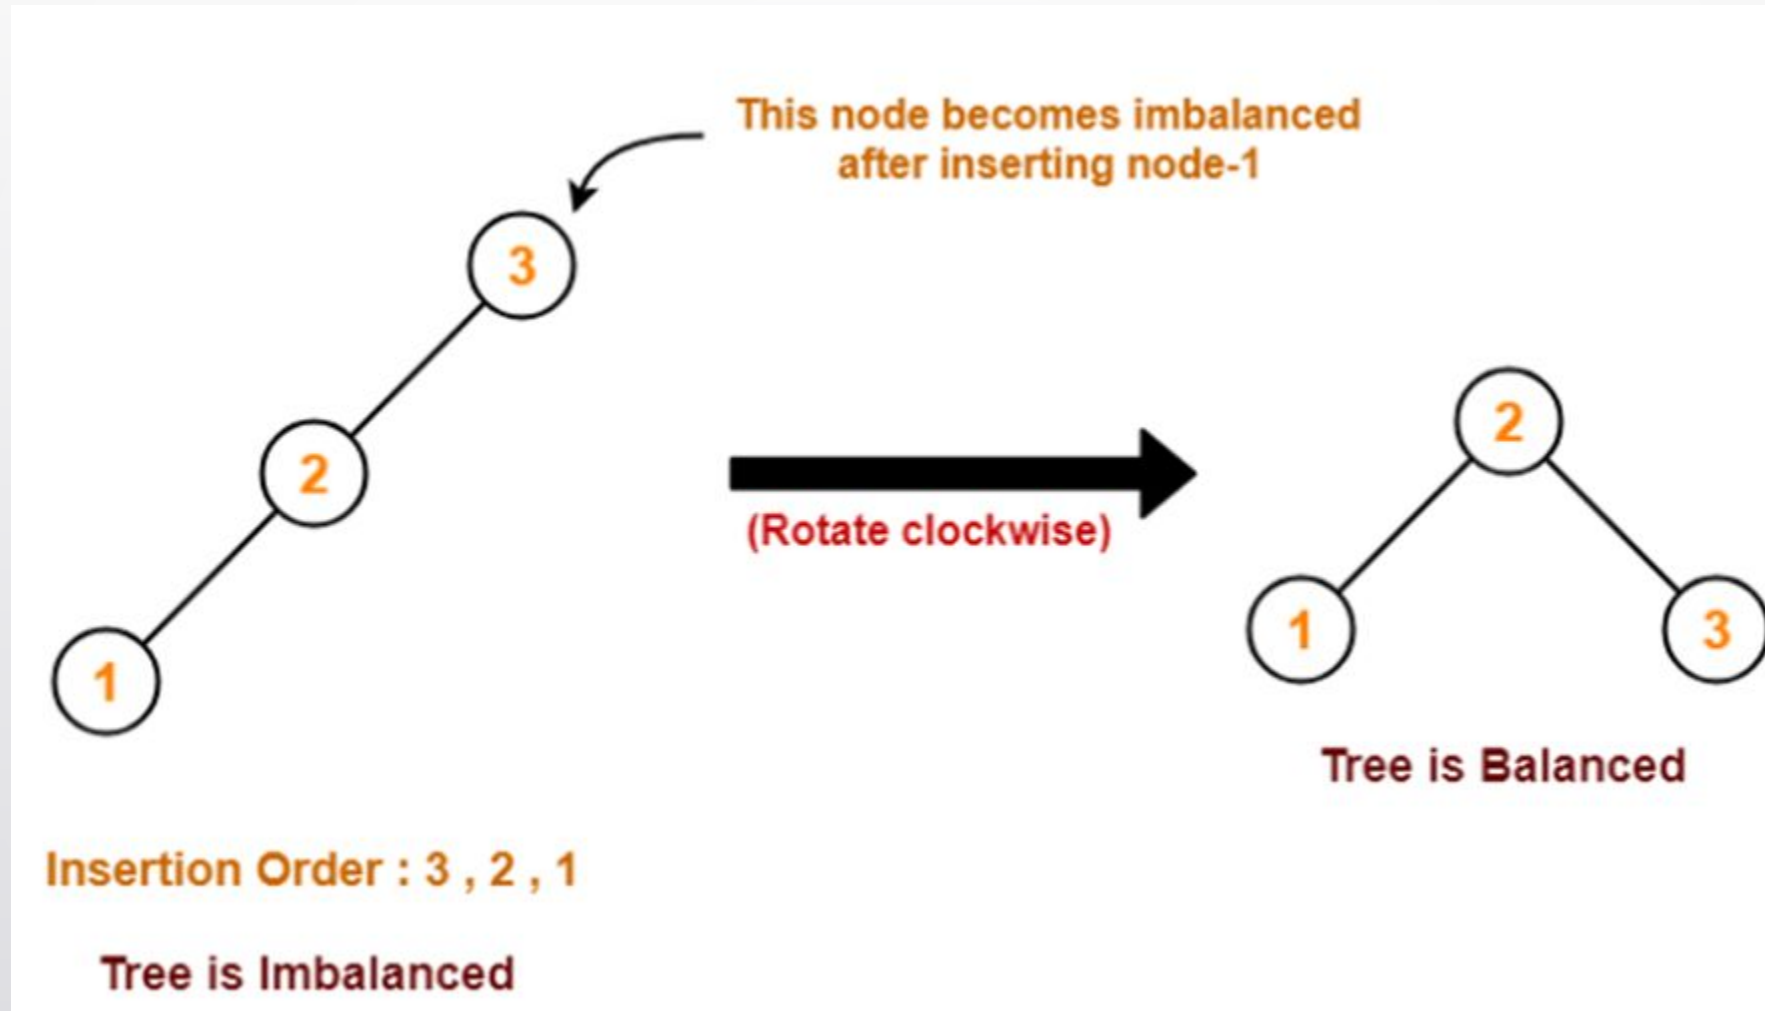 This node becomes imbalanced
after inserting node-1
3
2
1
(Rotate clockwise)
2
1
3
Tree is Balanced
Insertion Order : 3 , 2 , 1
Tree is Imbalanced